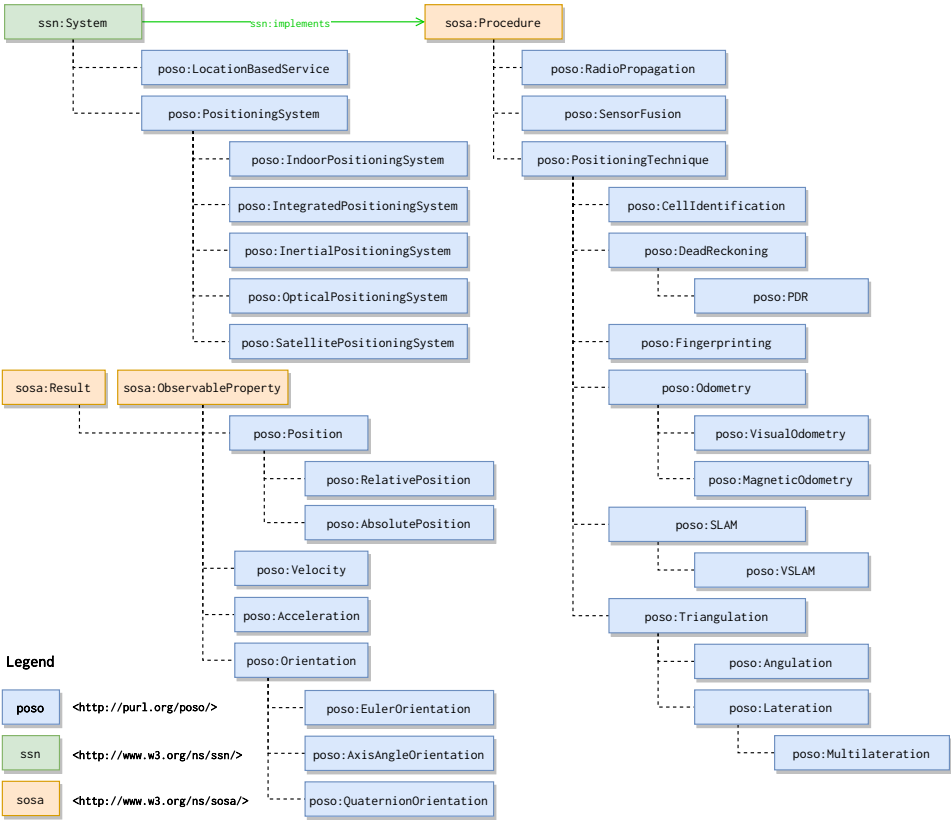 ssn:System
ssn:implements
sosa:Procedure
poso:LocationBasedService
poso:PositioningSystem
poso:IndoorPositioningSystem
poso:IntegratedPositioningSystem
poso:InertialPositioningSystem
poso:OpticalPositioningSystem
poso:SatellitePositioningSystem
poso:RadioPropagation
poso:SensorFusion
poso:PositioningTechnique
poso:CellIdentification
poso:DeadReckoning
poso:PDR
poso:Fingerprinting
poso:Odometry
poso:VisualOdometry
poso:MagneticOdometry
poso:SLAM
poso:VSLAM
poso:Triangulation
poso:Angulation
poso:Lateration
poso:Multilateration
sosa:Result
sosa:ObservableProperty
poso:Position
poso:RelativePosition
poso:AbsolutePosition
poso:Velocity
poso:Acceleration
poso:Orientation
poso:EulerOrientation
poso:AxisAngleOrientation
poso:QuaternionOrientation
Legend
poso <http://purl.org/poso/>
ssn <http://www.w3.org/ns/ssn/>
sosa <http://www.w3.org/ns/sosa/>